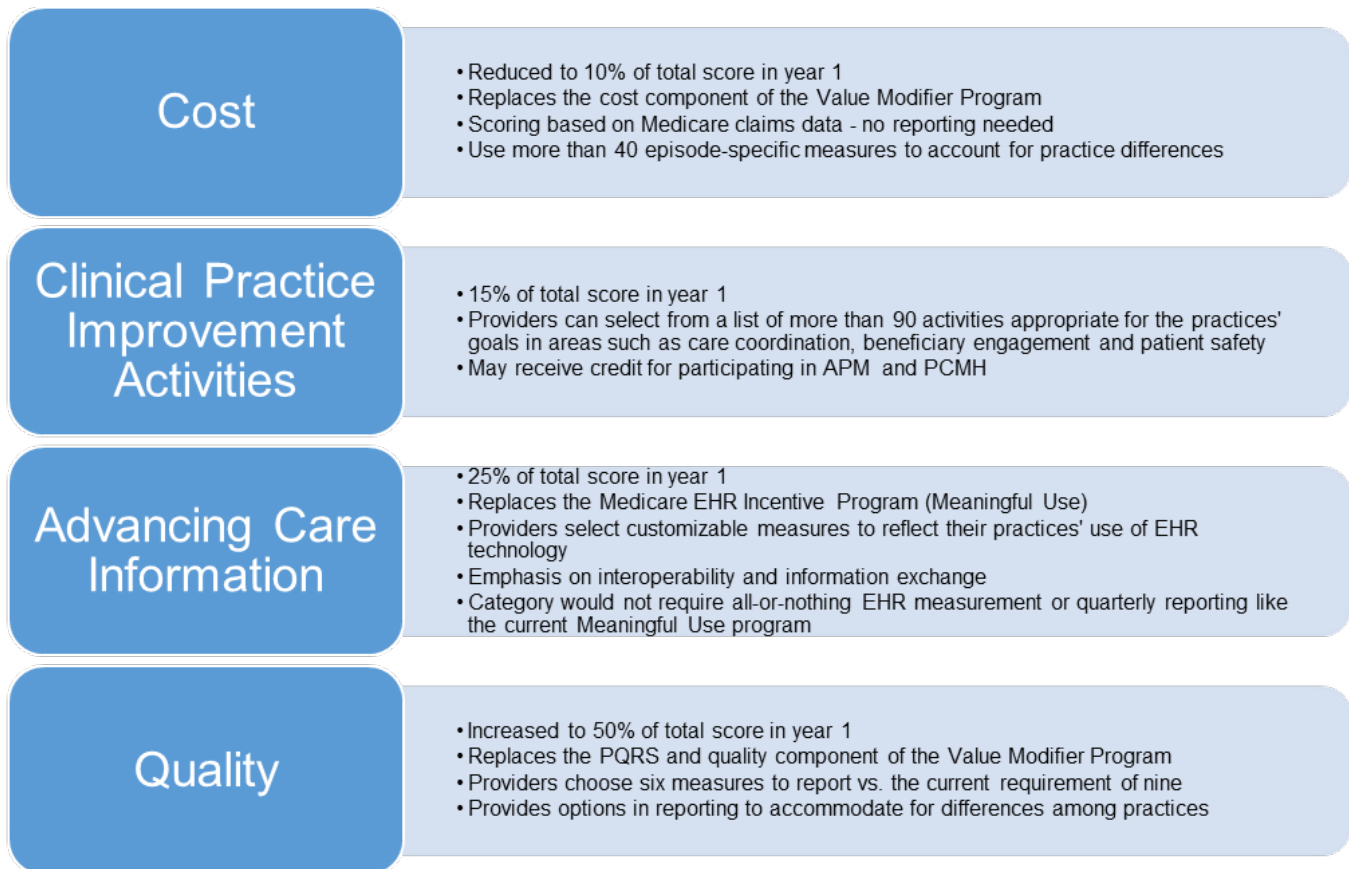 Cost
• Reduced to 10% of total score in year 1
• Replaces the cost component of the Value Modifier Program
• Scoring based on Medicare claims data - no reporting needed
• Use more than 40 episode-specific measures to account for practice differences
Clinical Practice
Improvement
Activities
• 15% of total score in year 1
• Providers can select from a list of more than 90 activities appropriate for the practices'
goals in areas such as care coordination, beneficiary engagement and patient safety
• May receive credit for participating in APM and PCMH
Advancing Care
Information
• 25% of total score in year 1
• Replaces the Medicare EHR Incentive Program (Meaningful Use)
• Providers select customizable measures to reflect their practices' use of EHR
technology
• Emphasis on interoperability and information exchange
• Category would not require all-or-nothing EHR measurement or quarterly reporting like
the current Meaningful Use program
Quality
• Increased to 50% of total score in year 1
• Replaces the PQRS and quality component of the Value Modifier Program
• Providers choose six measures to report vs. the current requirement of nine
• Provides options in reporting to accommodate for differences among practices